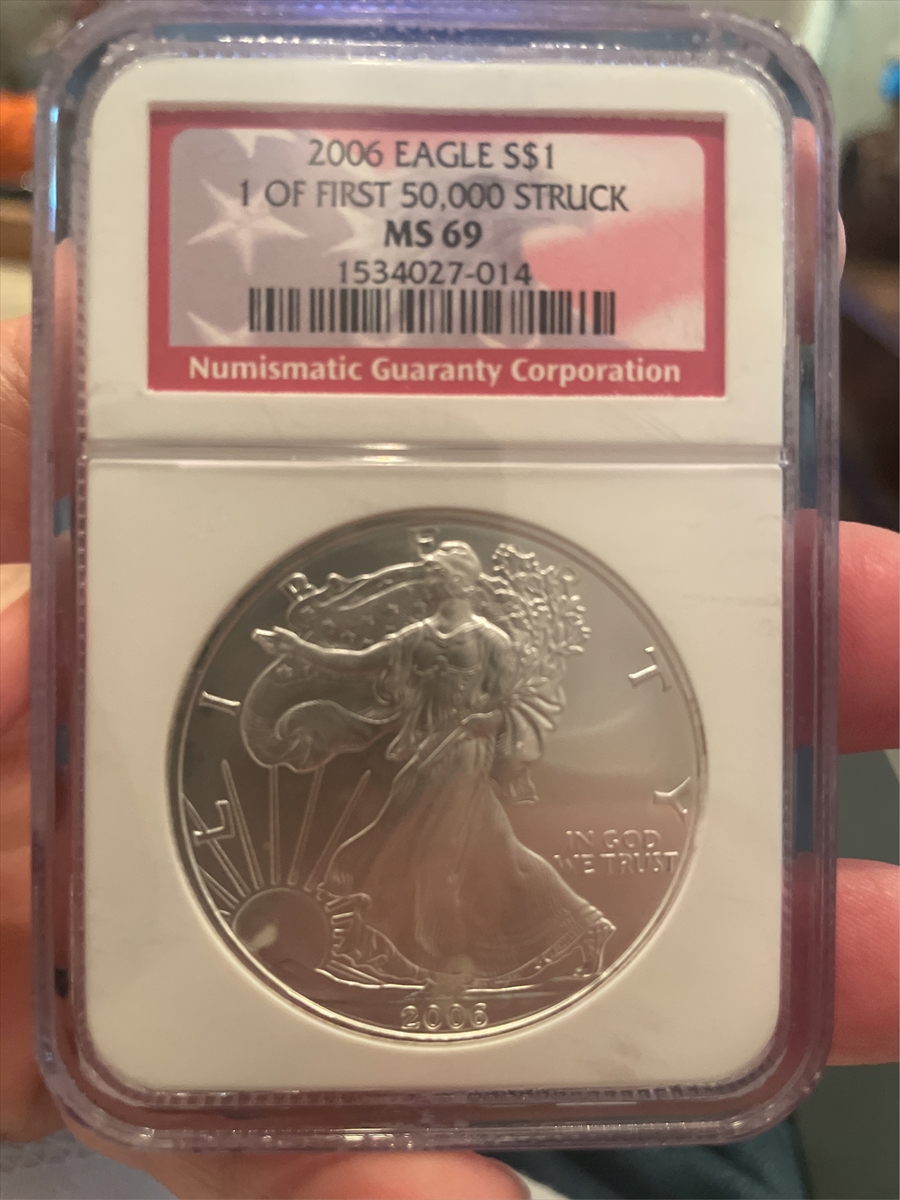 2006 EAGLE S$1
1 OF FIRST 50,000 STRUCK
MS 69
1534027-014
Numismatic Guaranty Corporation
LIBERTY
IN GOD
WE TRUST
2006